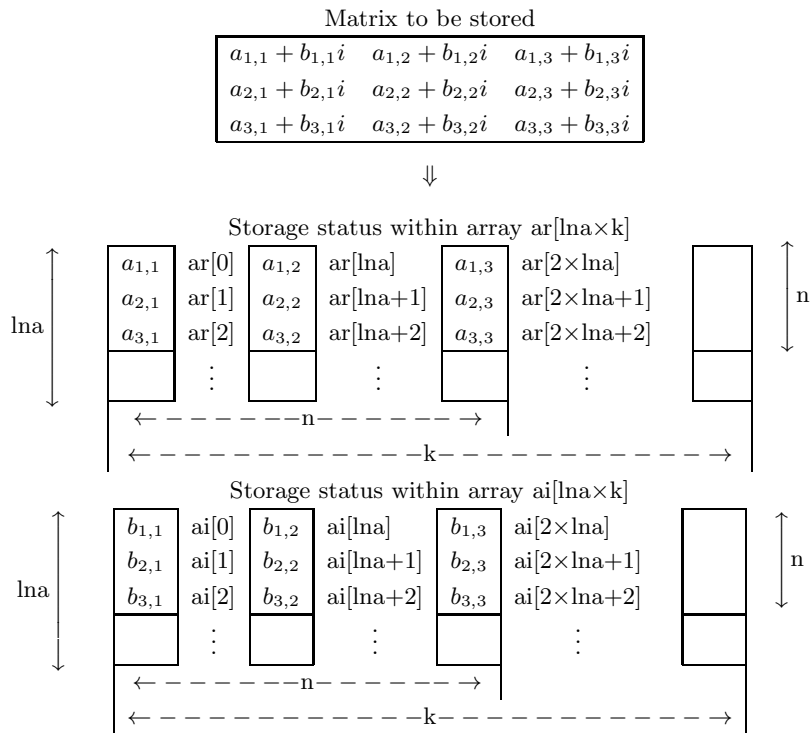 Matrix to be stored
a1,1 + b1,1i a1,2 + b1,2i a1,3 + b1,3i
a2,1 + b2,1i a2,2 + b2,2i a2,3 + b2,3i
a3,1 + b3,1i a3,2 + b3,2i a3,3 + b3,3i
⇓
Storage status within array ar[lna×k]
a1,1 ar[0] a1,2 ar[lna] a1,3 ar[2×lna]
a2,1 ar[1] a2,2 ar[lna+1] a2,3 ar[2×lna+1] n
lna a3,1 ar[2] a3,2 ar[lna+2] a3,3 ar[2×lna+2]
⋮ ⋮ ⋮
n
k
Storage status within array ai[lna×k]
b1,1 ai[0] b1,2 ai[lna] b1,3 ai[2×lna]
b2,1 ai[1] b2,2 ai[lna+1] b2,3 ai[2×lna+1] n
lna b3,1 ai[2] b3,2 ai[lna+2] b3,3 ai[2×lna+2]
⋮ ⋮ ⋮
n
k